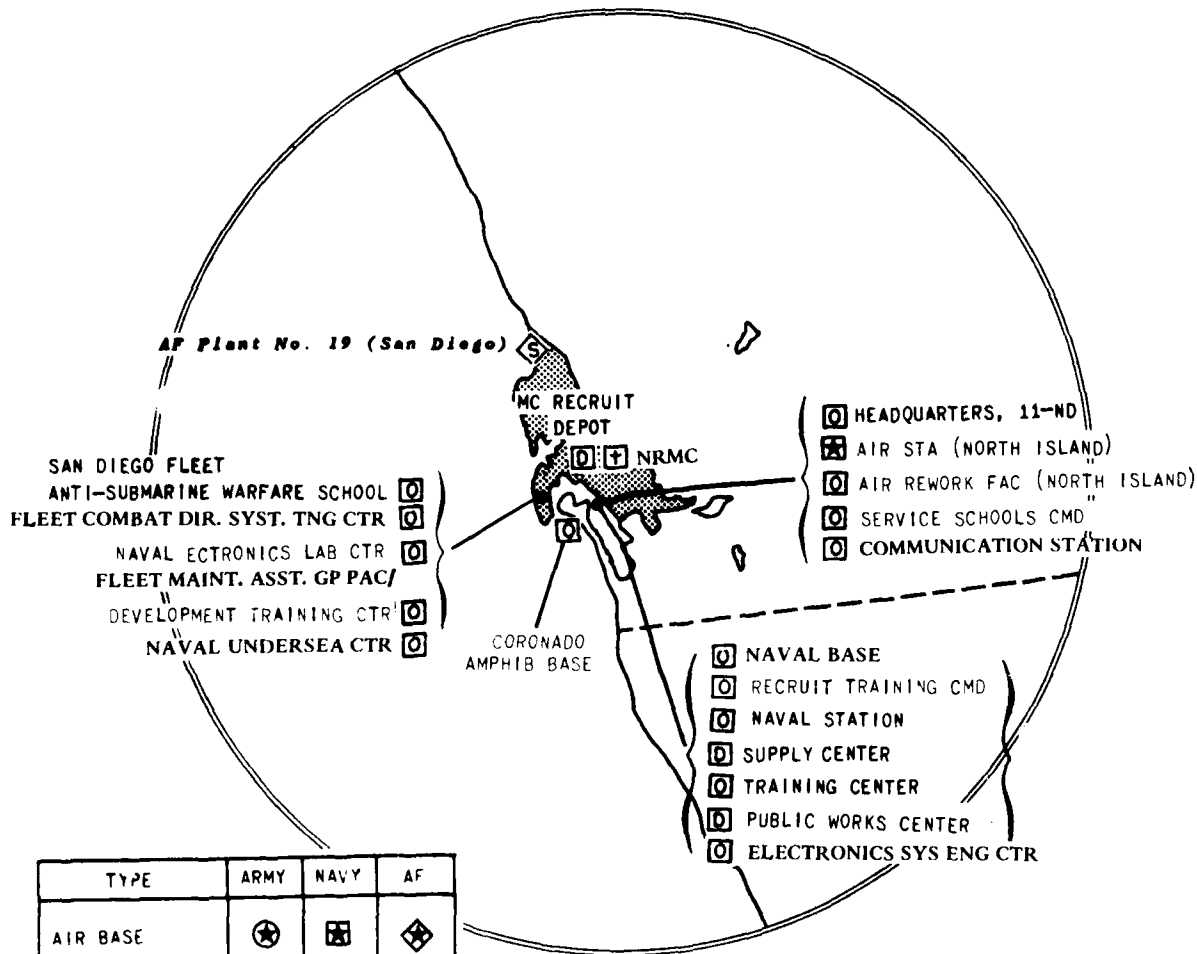 AF Plant No. 19 (San Diego) S
MC RECRUIT
DEPOT
D NRMC
SAN DIEGO FLEET
ANTI-SUBMARINE WARFARE SCHOOL O
FLEET COMBAT DIR. SYST. TNG CTR O
NAVAL ECTRONICS LAB CTR O
FLEET MAINT. ASST. GP PAC/
DEVELOPMENT TRAINING CTR O
NAVAL UNDERSEA CTR O
O
CORONADO
AMPHIB BASE
O HEADQUARTERS, 11-ND
AIR STA (NORTH ISLAND)
O AIR REWORK FAC (NORTH ISLAND)
O SERVICE SCHOOLS CMD "
O COMMUNICATION STATION
O NAVAL BASE
O RECRUIT TRAINING CMD
O NAVAL STATION
D SUPPLY CENTER
O TRAINING CENTER
D PUBLIC WORKS CENTER
O ELECTRONICS SYS ENG CTR
TYPE ARMY NAVY AF
AIR BASE